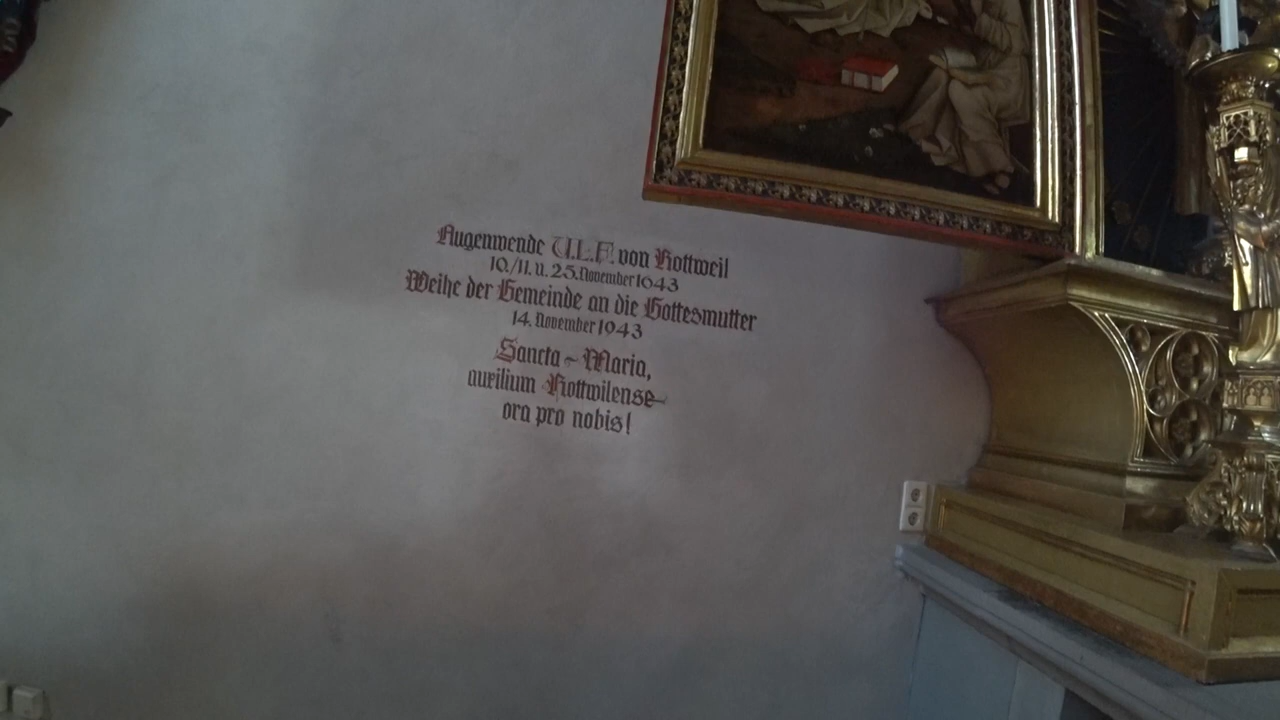 Augenwende U.L.F. von Rottweil
10./11. u. 25. November 1643
Weihe der Gemeinde an die Gottesmutter
14. November 1943
Sancta~Maria,
auxilium Rottwilense
ora pro nobis!